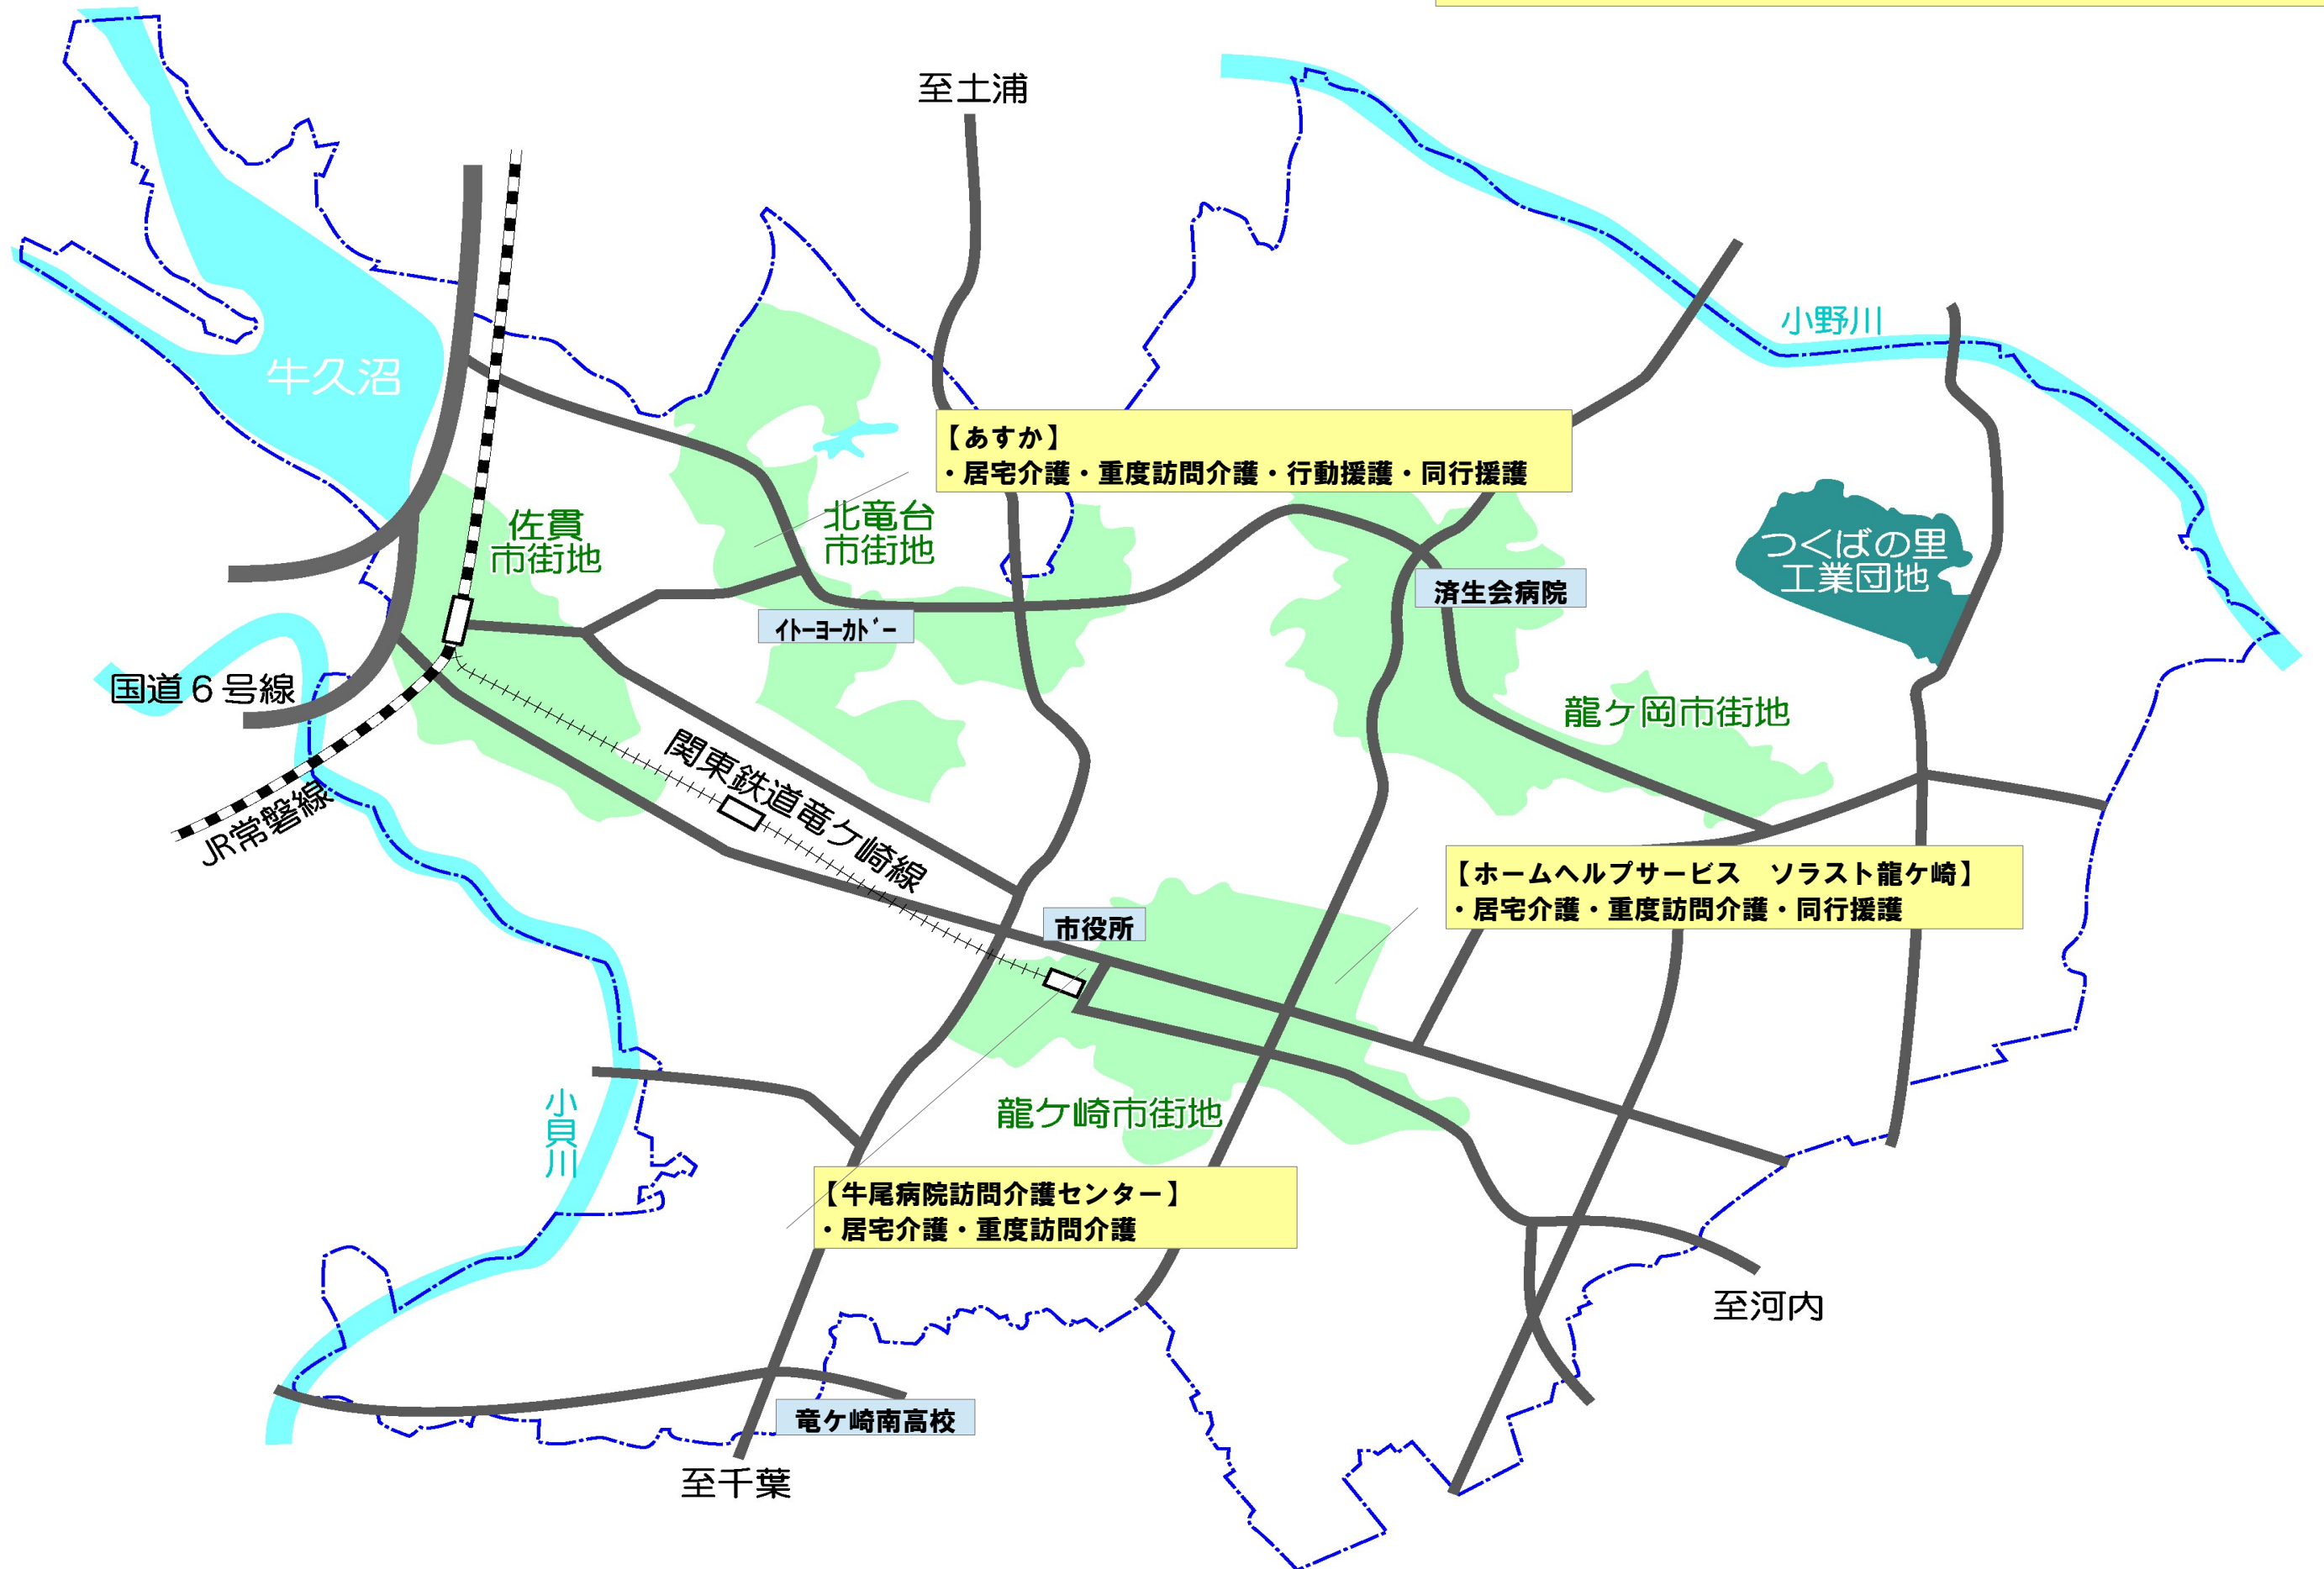 至土浦
小野川
牛久沼
【あすか】
・居宅介護・重度訪問介護・行動援護・同行援護
佐貫
市街地
北竜台
市街地
つくばの里
工業団地
済生会病院
ｲﾄｰﾖｰｶﾄﾞｰ
国道６号線
龍ヶ岡市街地
関東鉄道竜ケ崎線
JR常磐線
【ホームヘルプサービス　ソラスト龍ケ崎】
・居宅介護・重度訪問介護・同行援護
市役所
小貝川
龍ケ崎市街地
【牛尾病院訪問介護センター】
・居宅介護・重度訪問介護
至河内
竜ケ崎南高校
至千葉